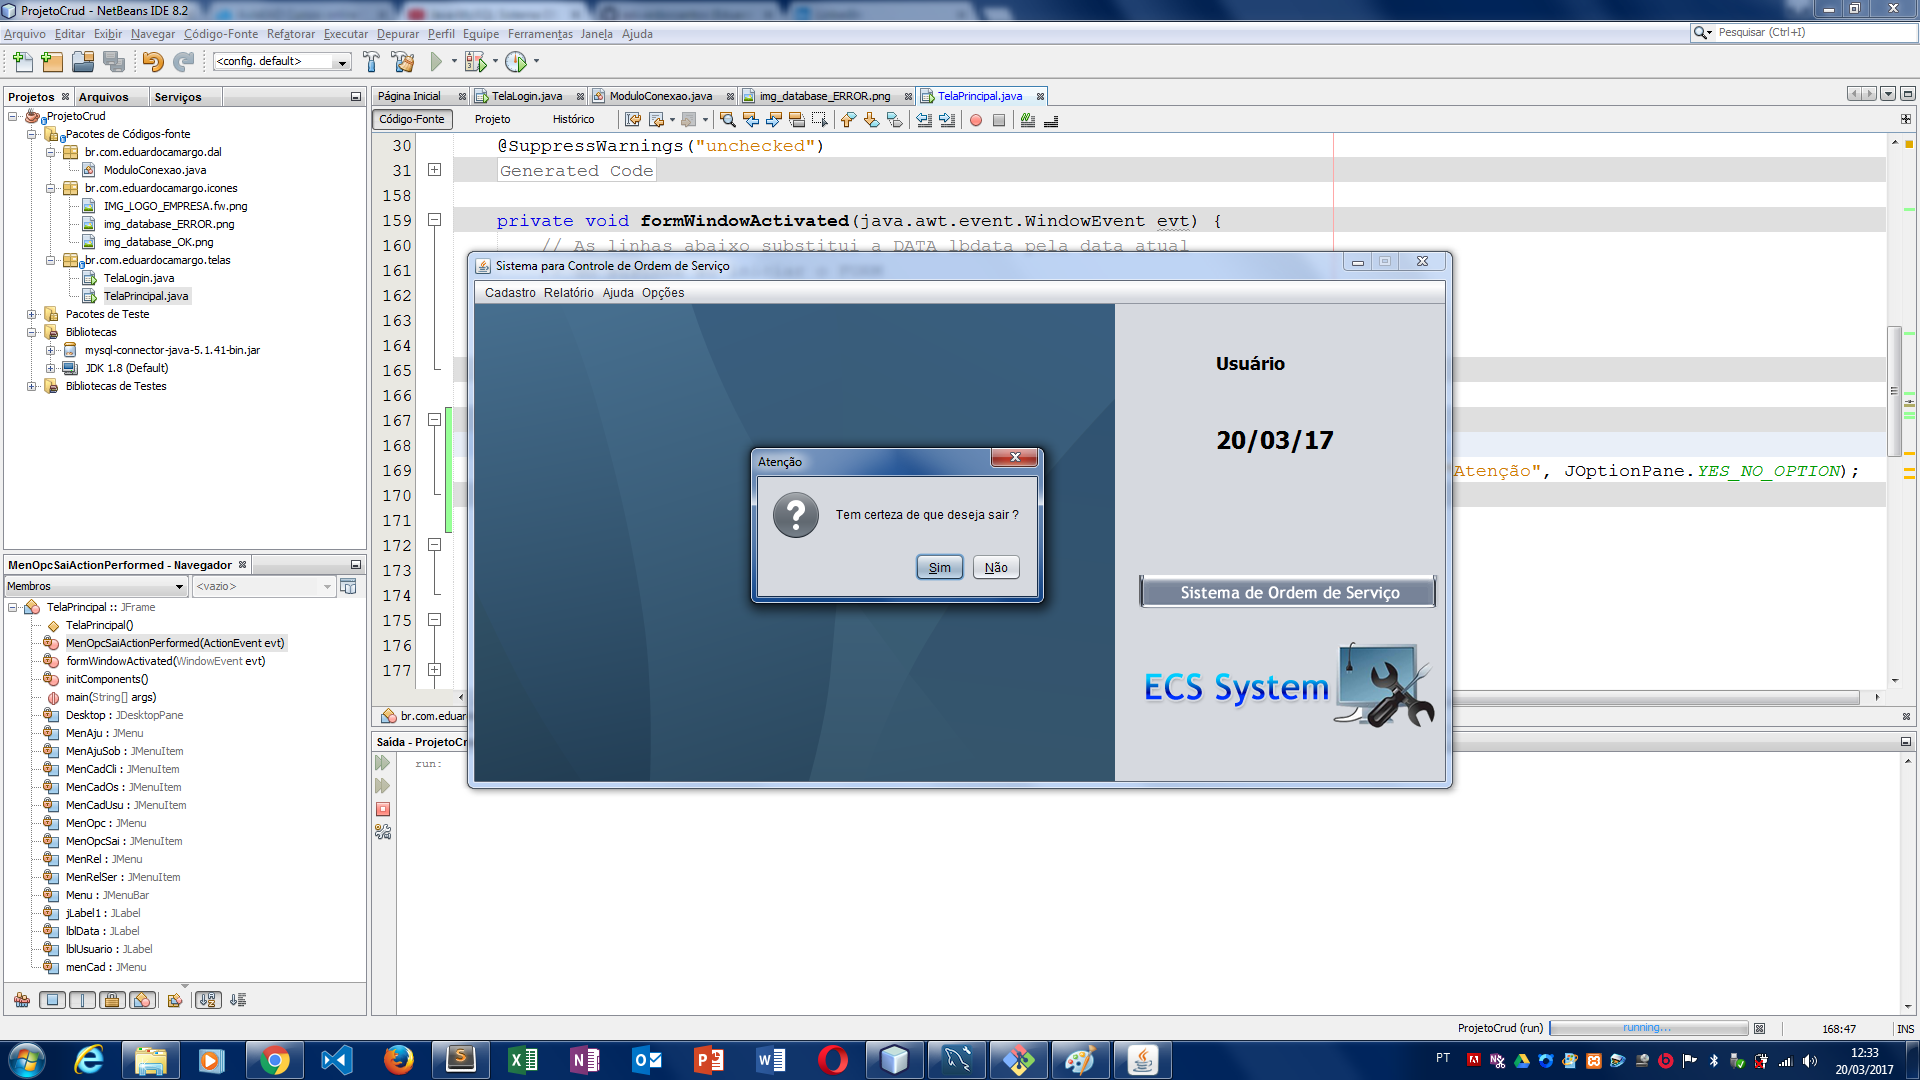 ProjetoCrud - NetBeans IDE 8.2
Arquivo Editar Exibir Navegar Código-Fonte Refatorar Executar Depurar Perfil Equipe Ferramentas Janela Ajuda
Pesquisar (Ctrl+I)
<config. default>
Projetos Arquivos Serviços
ProjetoCrud
Pacotes de Códigos-fonte
br.com.eduardocamargo.dal
ModuloConexao.java
br.com.eduardocamargo.icones
IMG_LOGO_EMPRESA.fw.png
img_database_ERROR.png
img_database_OK.png
br.com.eduardocamargo.telas
TelaLogin.java
TelaPrincipal.java
Pacotes de Teste
Bibliotecas
mysql-connector-java-5.1.41-bin.jar
JDK 1.8 (Default)
Bibliotecas de Testes
MenOpcSaiActionPerformed - Navegador
Membros <vazio>
TelaPrincipal :: JFrame
TelaPrincipal()
MenOpcSaiActionPerformed(ActionEvent evt)
formWindowActivated(WindowEvent evt)
initComponents()
main(String[] args)
Desktop : JDesktopPane
MenAju : JMenu
MenAjuSob : JMenuItem
MenCadCli : JMenuItem
MenCadOs : JMenuItem
MenCadUsu : JMenuItem
MenOpc : JMenu
MenOpcSai : JMenuItem
MenRel : JMenu
MenRelSer : JMenuItem
Menu : JMenuBar
jLabel1 : JLabel
lblData : JLabel
lblUsuario : JLabel
menCad : JMenu
Página Inicial TelaLogin.java ModuloConexao.java img_database_ERROR.png TelaPrincipal.java
Código-Fonte Projeto Histórico
30 @SuppressWarnings("unchecked")
31 Generated Code
158
159 private void formWindowActivated(java.awt.event.WindowEvent evt) {
160 // As linhas abaixo substitui a DATA lbdata pela data atual
161
162
163
164
165
166
167
168
169 "Atenção", JOptionPane.YES_NO_OPTION);
170
171
172
173
174
175
176
177
br.com.eduar
Saída - ProjetoCr
run:
Sistema para Controle de Ordem de Serviço
Cadastro Relatório Ajuda Opções
Usuário
20/03/17
Sistema de Ordem de Serviço
ECS System
Atenção
Tem certeza de que deseja sair ?
Sim Não
ProjetoCrud (run) running... 168:47 INS
PT
12:33
20/03/2017